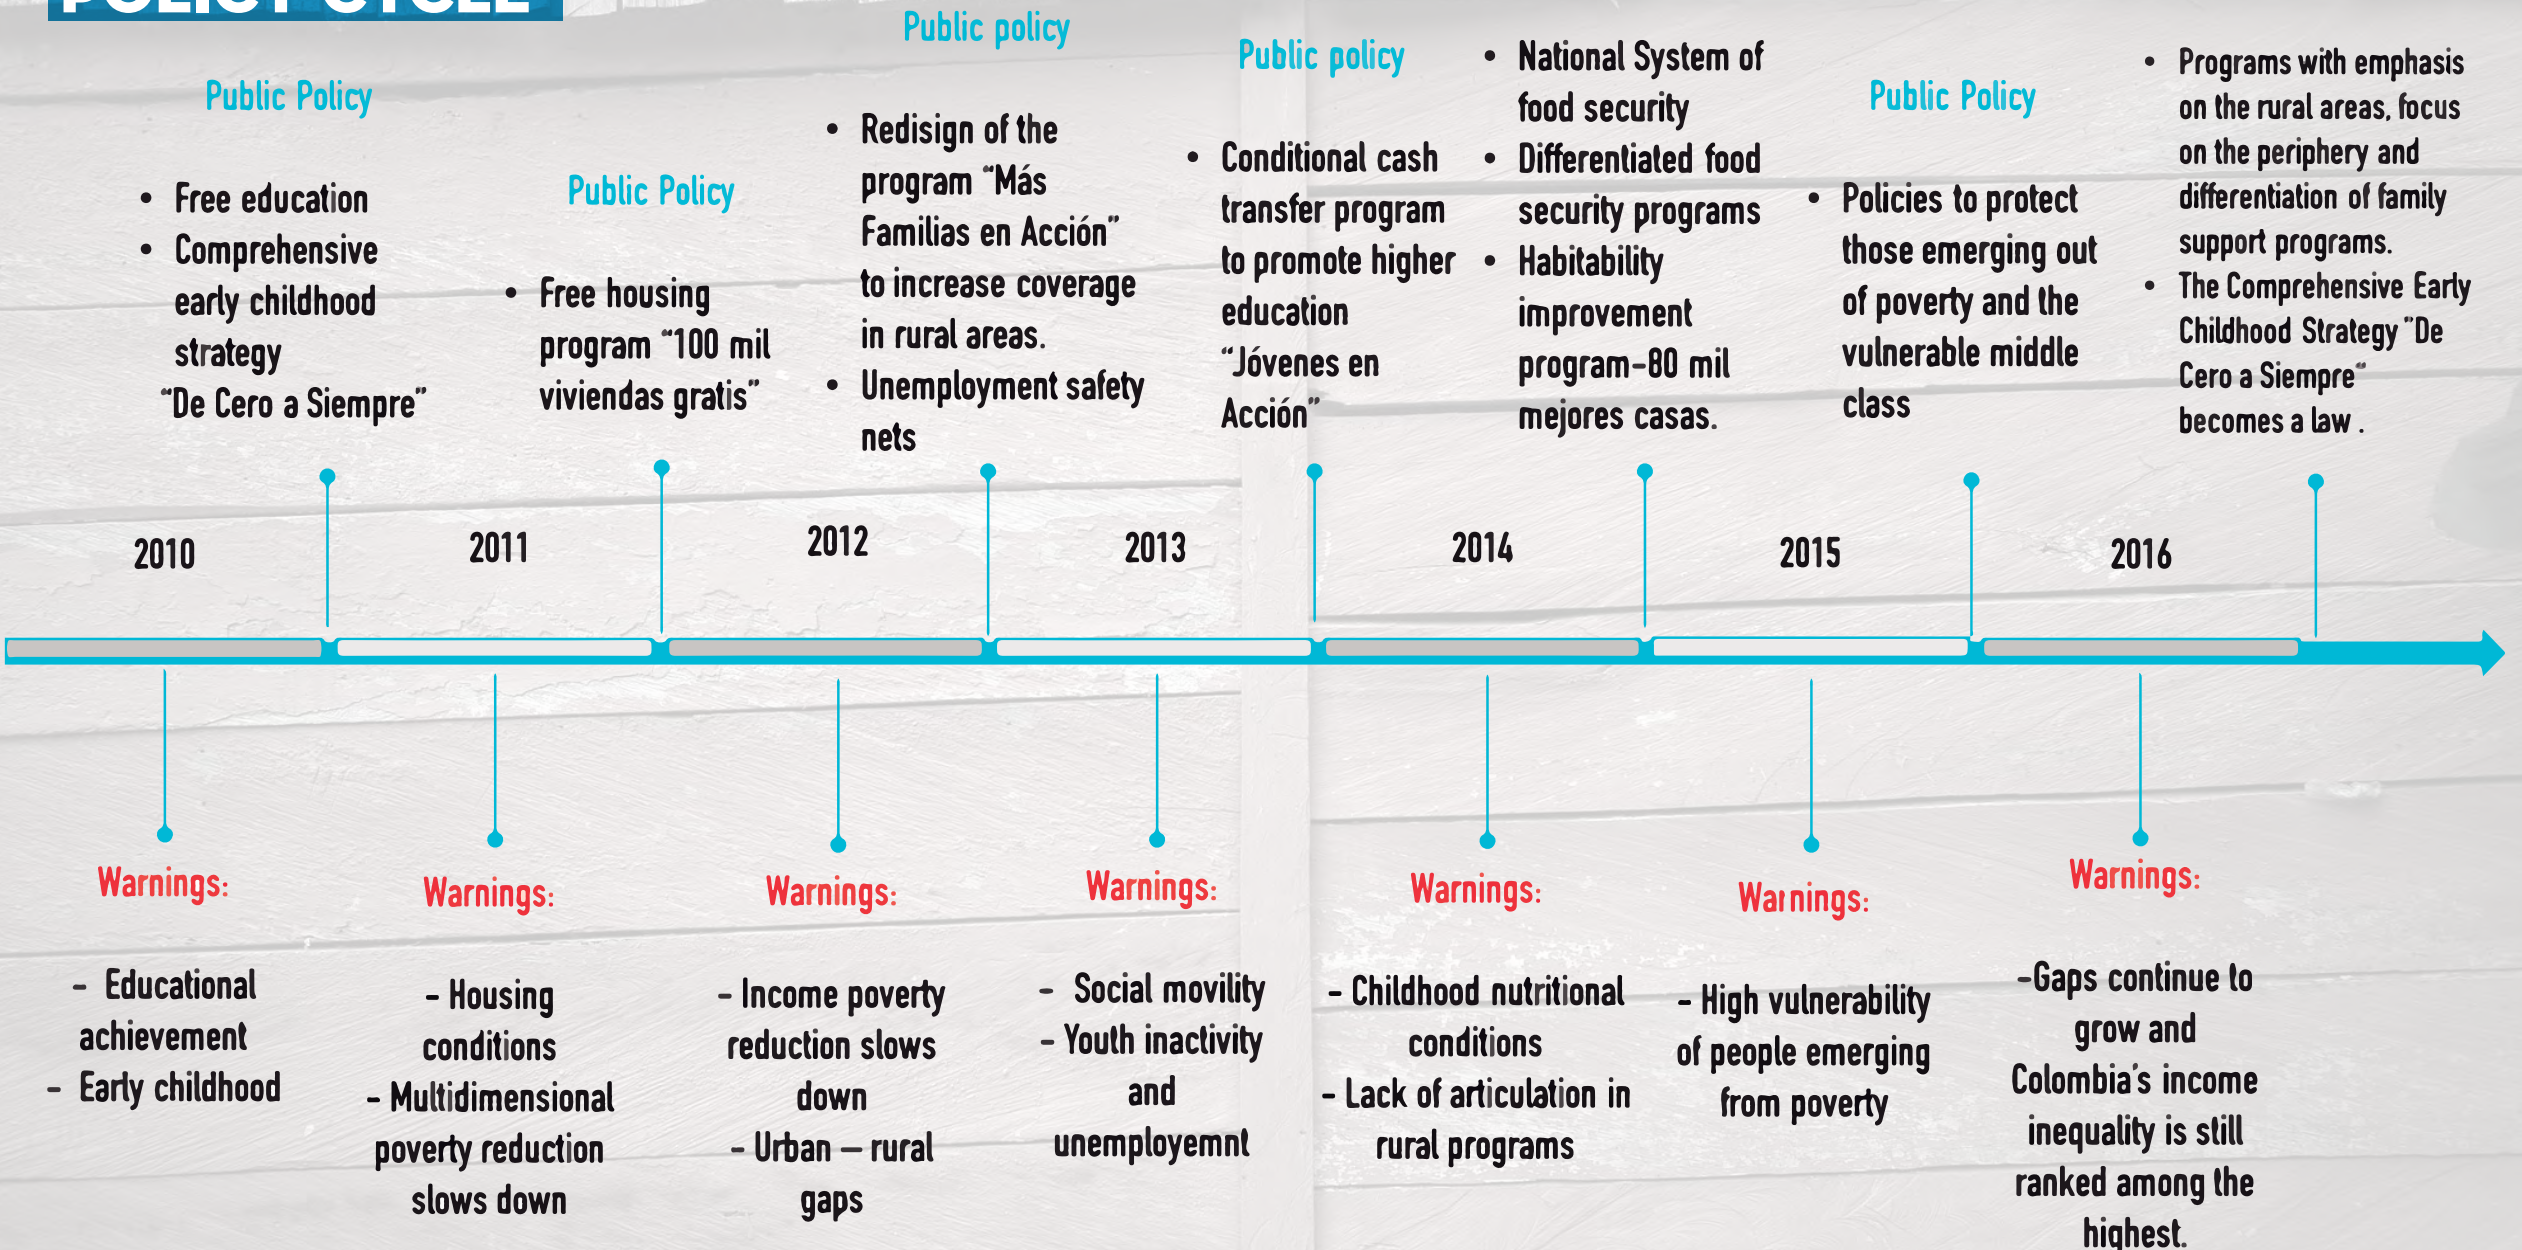 POLICY CYCLE
Public Policy
• Free education
• Comprehensive
early childhood
strategy
“De Cero a Siempre”
Public Policy
• Free housing
program “100 mil
viviendas gratis”
Public policy
• Redisign of the
program “Más
Familias en Acción”
to increase coverage
in rural areas.
• Unemployment safety
nets
Public policy
• Conditional cash
transfer program
to promote higher
education
“Jóvenes en
Acción”
• National System of
food security
• Differentiated food
security programs
• Habitability
improvement
program-80 mil
mejores casas.
Public Policy
• Policies to protect
those emerging out
of poverty and the
vulnerable middle
class
• Programs with emphasis
on the rural areas, focus
on the periphery and
differentiation of family
support programs.
• The Comprehensive Early
Childhood Strategy ”De
Cero a Siempre“
becomes a law .
2010
2011
2012
2013
2014
2015
2016
Warnings:
- Educational
achievement
- Early childhood
Warnings:
- Housing
conditions
- Multidimensional
poverty reduction
slows down
Warnings:
- Income poverty
reduction slows
down
- Urban – rural
gaps
Warnings:
- Social movility
- Youth inactivity
and
unemployemnt
Warnings:
- Childhood nutritional
conditions
- Lack of articulation in
rural programs
Warnings:
- High vulnerability
of people emerging
from poverty
Warnings:
-Gaps continue to
grow and
Colombia’s income
inequality is still
ranked among the
highest.